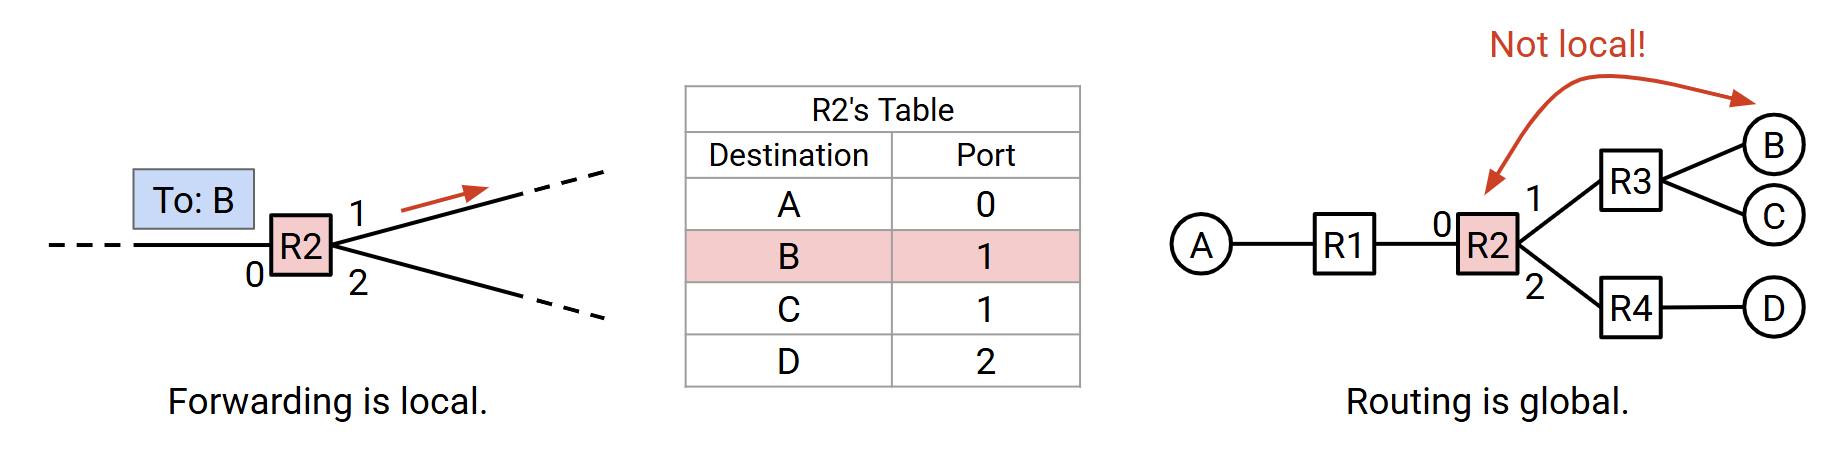 To: B
R2
0
1
2
Forwarding is local.
R2's Table
Destination Port
A 0
B 1
C 1
D 2
Not local!
A
R1
0
R2
1
2
R3
R4
B
C
D
Routing is global.